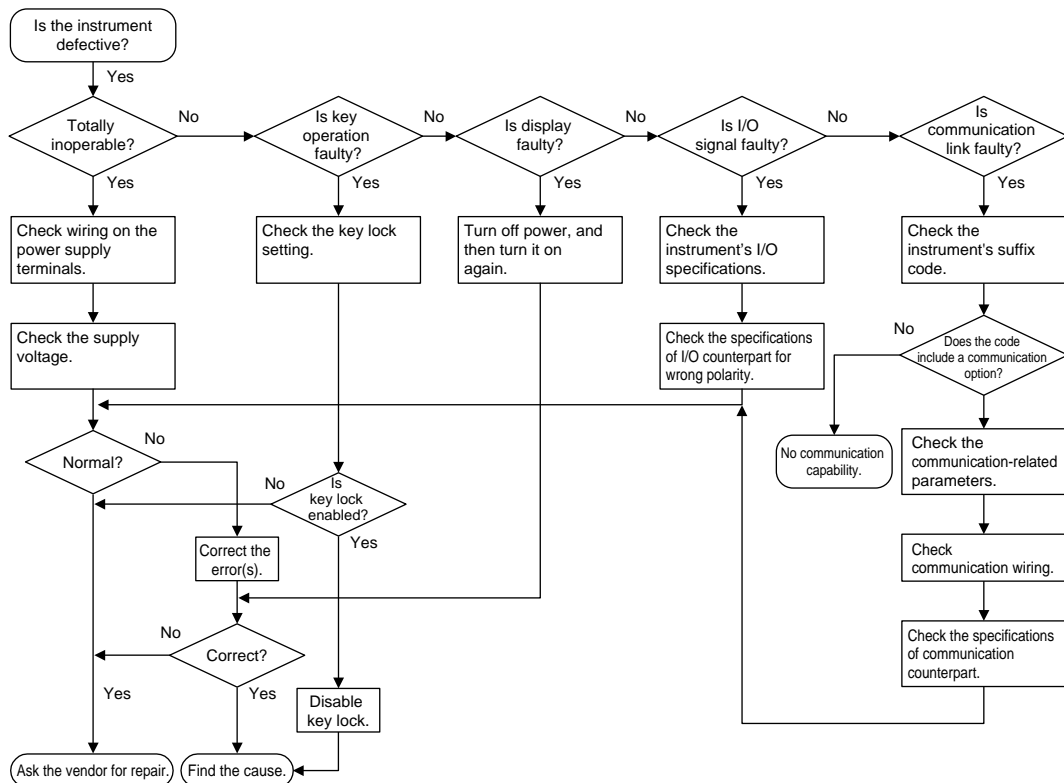 Is the instrument
defective?
Yes
Totally
inoperable?
No
Yes
Is key
operation
faulty?
No
Yes
Is display
faulty?
No
Yes
Is I/O
signal faulty?
No
Yes
Is
communication
link faulty?
Yes
Check wiring on the
power supply
terminals.
Check the key lock
setting.
Turn off power, and
then turn it on
again.
Check the
instrument's I/O
specifications.
Check the
instrument's suffix
code.
Check the supply
voltage.
Check the specifications
of I/O counterpart for
wrong polarity.
No
Does the code
include a communication
option?
Normal?
No
No communication
capability.
Check the
communication-related
parameters.
No
Is
key lock
enabled?
Yes
Correct the
error(s).
Check
communication wiring.
No
Correct?
Yes
Yes
Check the specifications
of communication
counterpart.
Disable
key lock.
Ask the vendor for repair.
Find the cause.